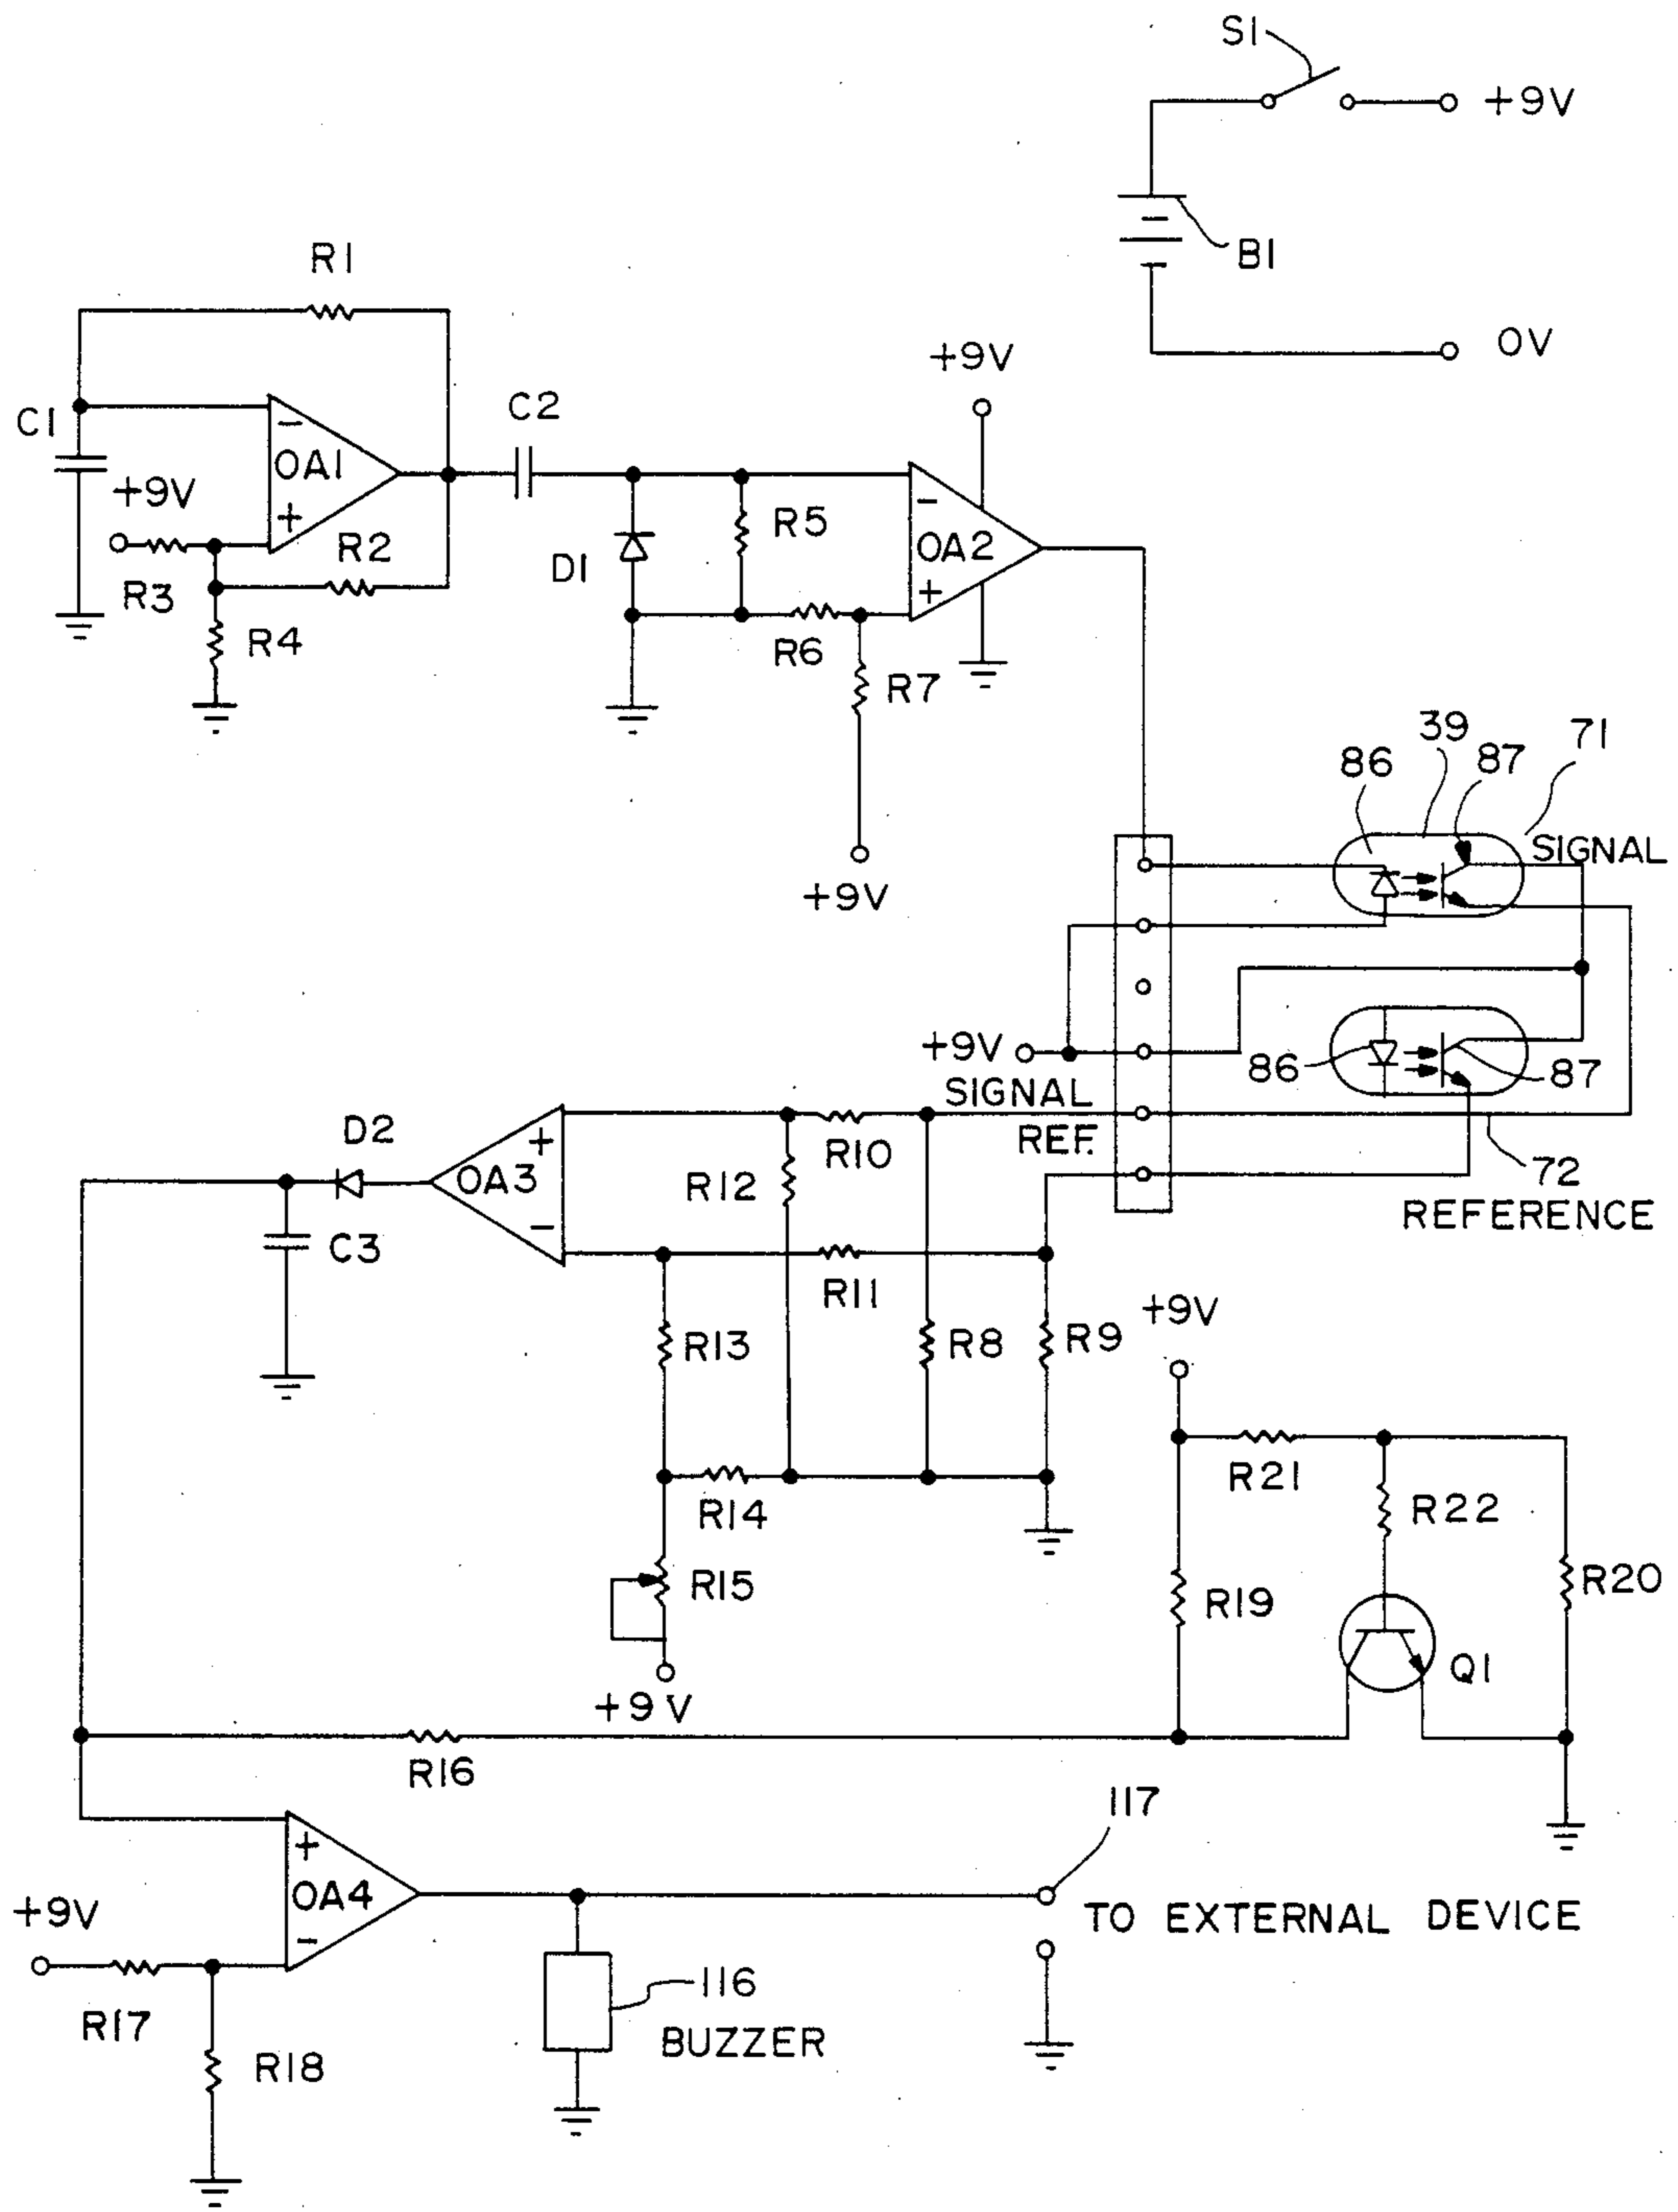 S1
+9V
B1
0V
R1
C1
−
OA1
+
+9V
R3
R2
R4
C2
D1
R5
R6
R7
+9V
+9V
−
OA2
+
39
71
86
87
SIGNAL
+9V
SIGNAL
REF.
86
87
72
REFERENCE
D2
OA3
+
−
C3
R10
R12
R11
R13
R8
R9
R14
R15
+9V
+9V
R21
R22
R19
R20
Q1
R16
117
+
OA4
−
+9V
R17
R18
TO EXTERNAL DEVICE
116
BUZZER